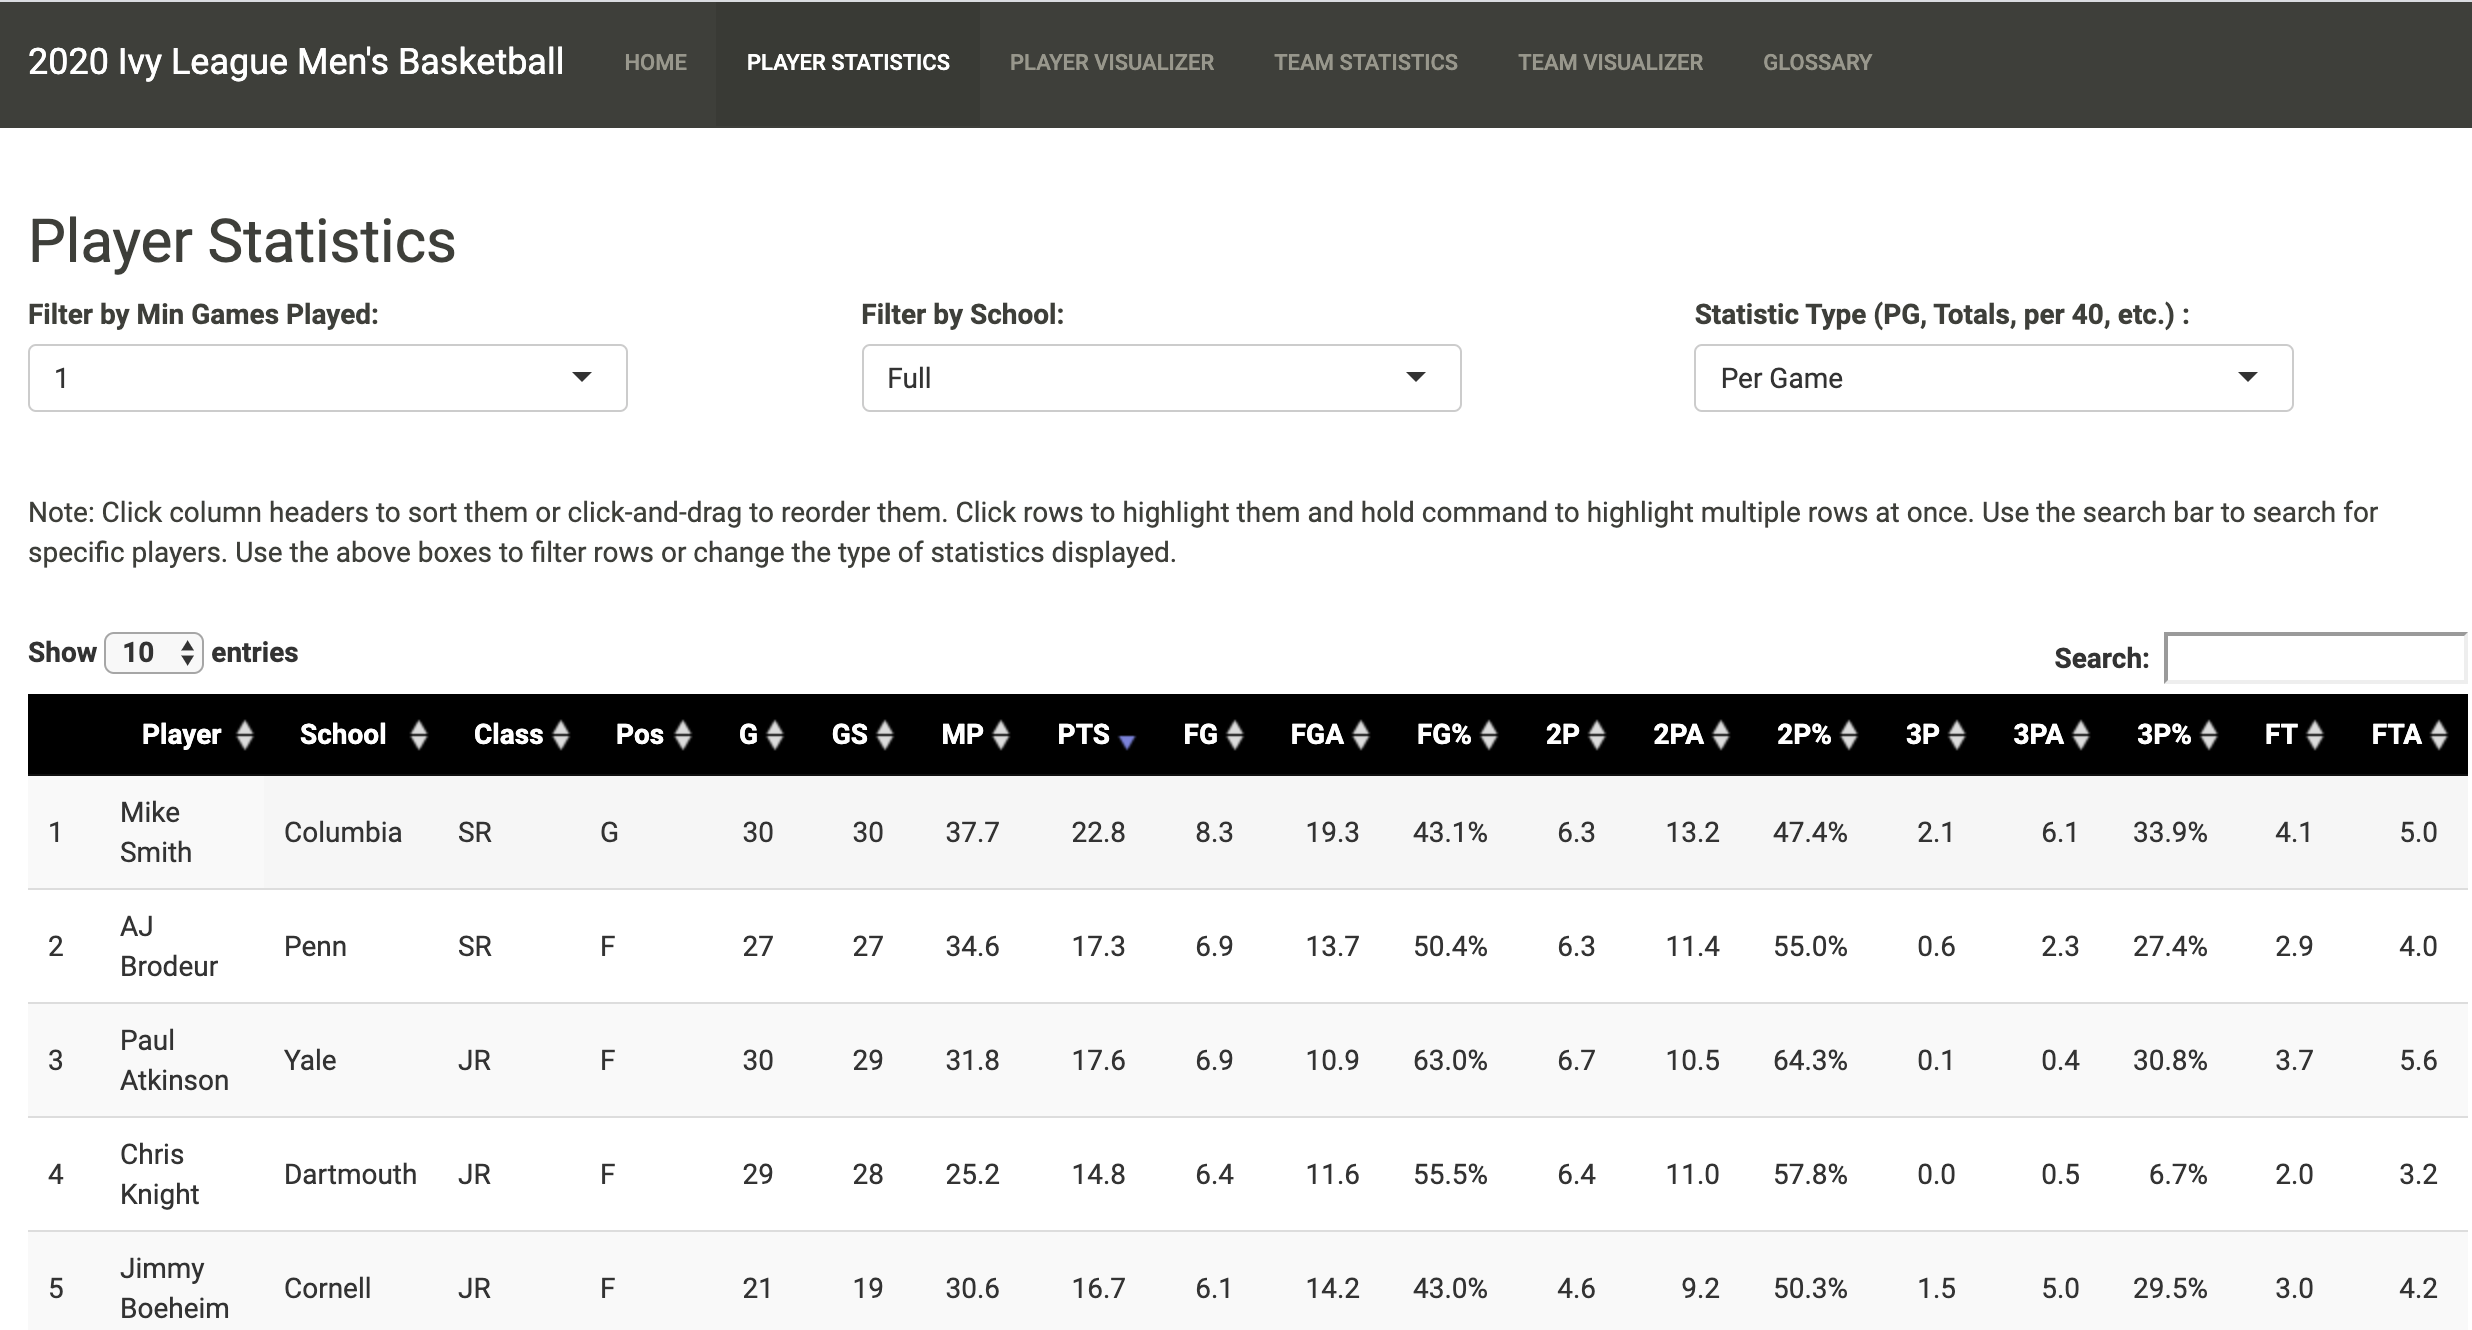 2020 Ivy League Men's Basketball HOME PLAYER STATISTICS PLAYER VISUALIZER TEAM STATISTICS TEAM VISUALIZER GLOSSARY
Player Statistics
Filter by Min Games Played: Filter by School: Statistic Type (PG, Totals, per 40, etc.) :
1 Full Per Game
Note: Click column headers to sort them or click-and-drag to reorder them. Click rows to highlight them and hold command to highlight multiple rows at once. Use the search bar to search for
specific players. Use the above boxes to filter rows or change the type of statistics displayed.
Show 10 entries Search:
Player School Class Pos G GS MP PTS FG FGA FG% 2P 2PA 2P% 3P 3PA 3P% FT FTA
1 Mike Smith Columbia SR G 30 30 37.7 22.8 8.3 19.3 43.1% 6.3 13.2 47.4% 2.1 6.1 33.9% 4.1 5.0
2 AJ Brodeur Penn SR F 27 27 34.6 17.3 6.9 13.7 50.4% 6.3 11.4 55.0% 0.6 2.3 27.4% 2.9 4.0
3 Paul Atkinson Yale JR F 30 29 31.8 17.6 6.9 10.9 63.0% 6.7 10.5 64.3% 0.1 0.4 30.8% 3.7 5.6
4 Chris Knight Dartmouth JR F 29 28 25.2 14.8 6.4 11.6 55.5% 6.4 11.0 57.8% 0.0 0.5 6.7% 2.0 3.2
5 Jimmy Boeheim Cornell JR F 21 19 30.6 16.7 6.1 14.2 43.0% 4.6 9.2 50.3% 1.5 5.0 29.5% 3.0 4.2